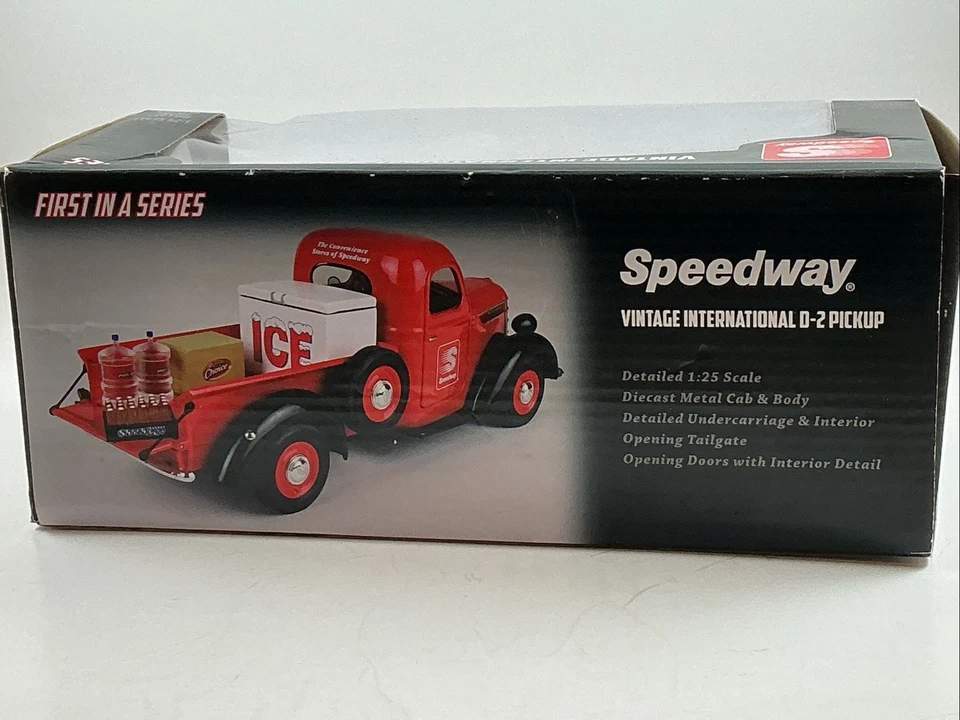 FIRST IN A SERIES
The Convenience
Stores of Speedway
ICE
Choice
Speedway
Speedway®
VINTAGE INTERNATIONAL D-2 PICKUP
Detailed 1:25 Scale
Diecast Metal Cab & Body
Detailed Undercarriage & Interior
Opening Tailgate
Opening Doors with Interior Detail